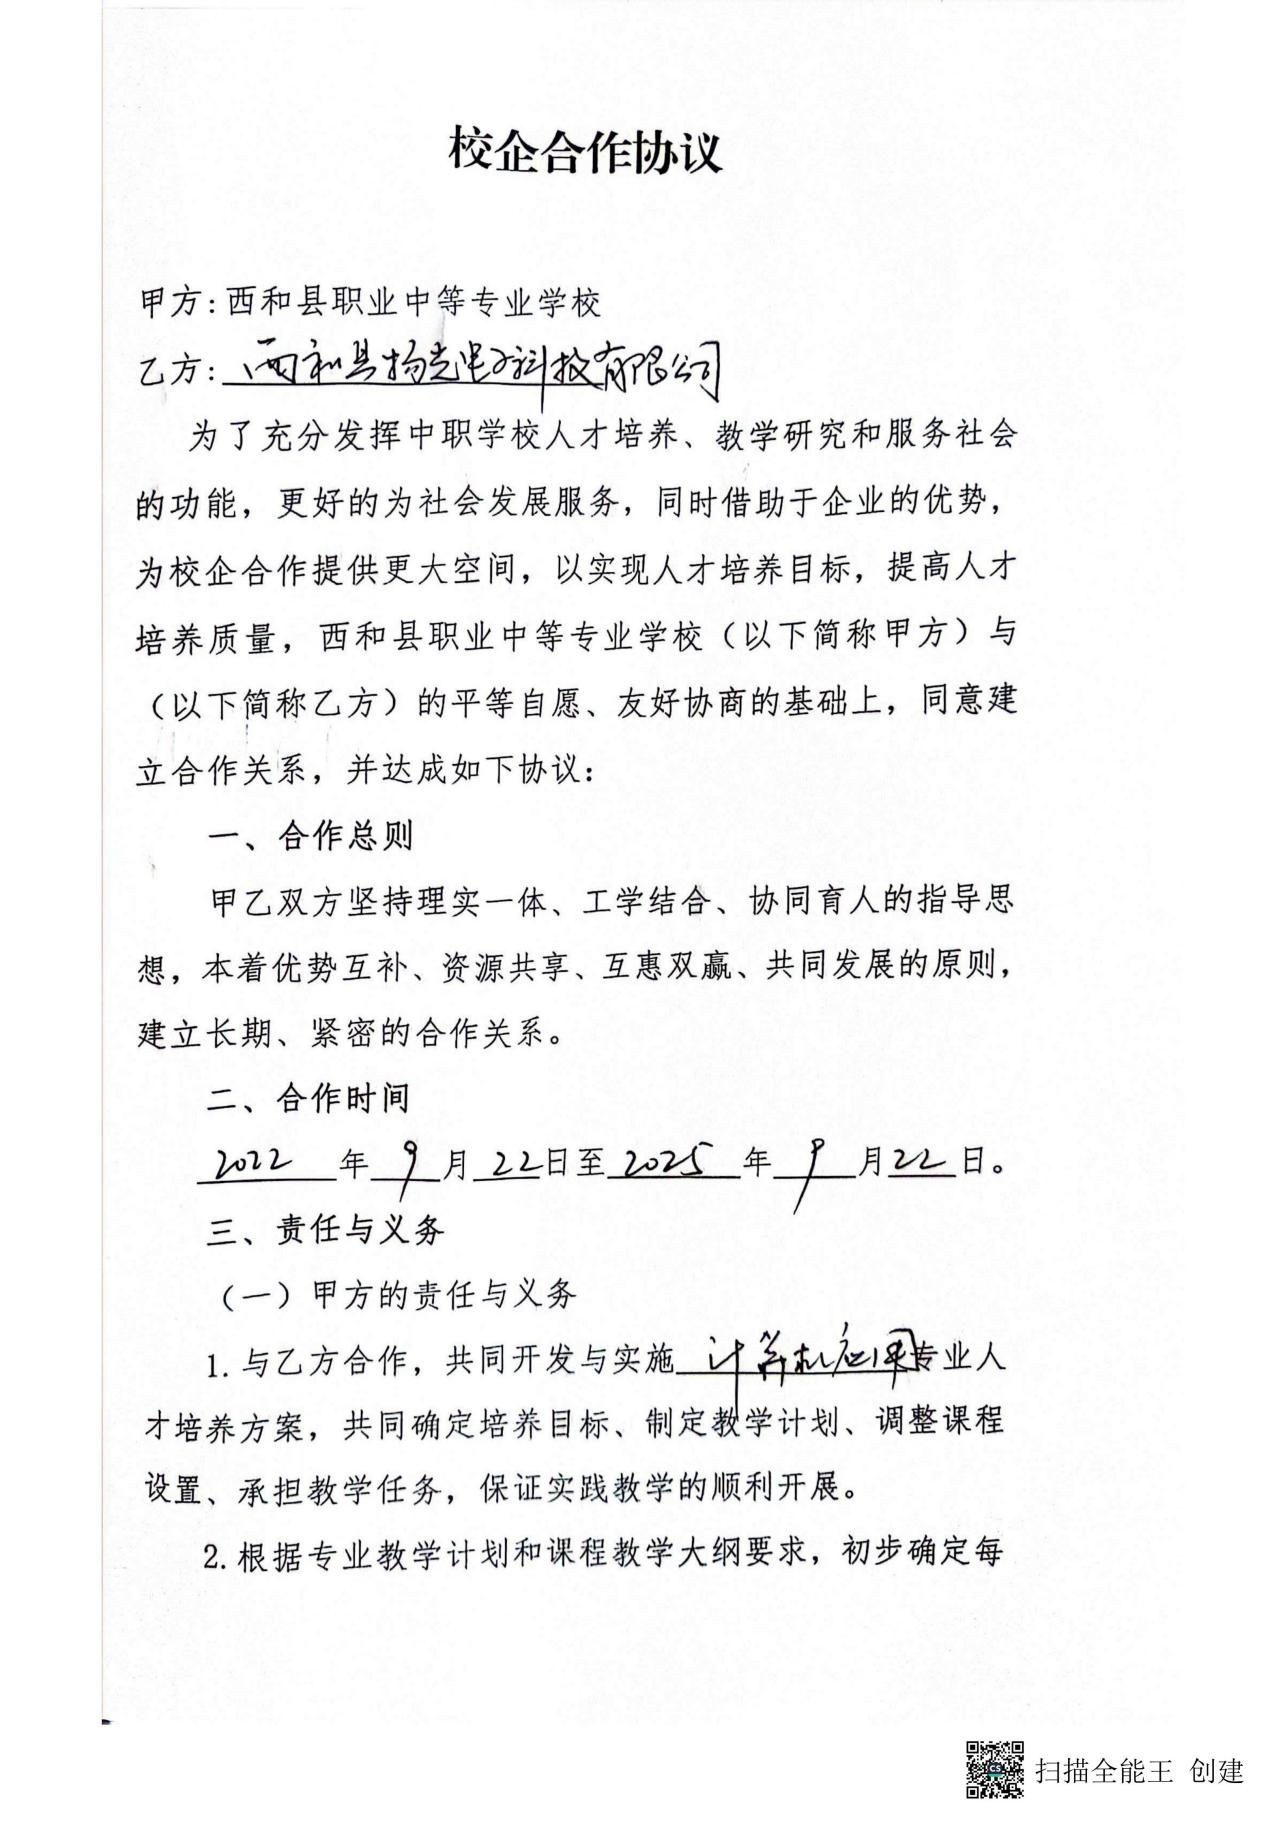 校企合作协议
甲方:西和县职业中等专业学校
乙方:西和县扬克电子科技有限公司
为了充分发挥中职学校人才培养、教学研究和服务社会
的功能，更好的为社会发展服务，同时借助于企业的优势，
为校企合作提供更大空间，以实现人才培养目标，提高人才
培养质量，西和县职业中等专业学校（以下简称甲方）与
（以下简称乙方）的平等自愿、友好协商的基础上，同意建
立合作关系，并达成如下协议：
一、合作总则
甲乙双方坚持理实一体、工学结合、协同育人的指导思
想，本着优势互补、资源共享、互惠双赢、共同发展的原则，
建立长期、紧密的合作关系。
二、合作时间
2022年9月22日至2025年9月22日。
三、责任与义务
（一）甲方的责任与义务
1.与乙方合作，共同开发与实施计算机应用专业人
才培养方案，共同确定培养目标、制定教学计划、调整课程
设置、承担教学任务，保证实践教学的顺利开展。
2.根据专业教学计划和课程教学大纲要求，初步确定每
扫描全能王 创建